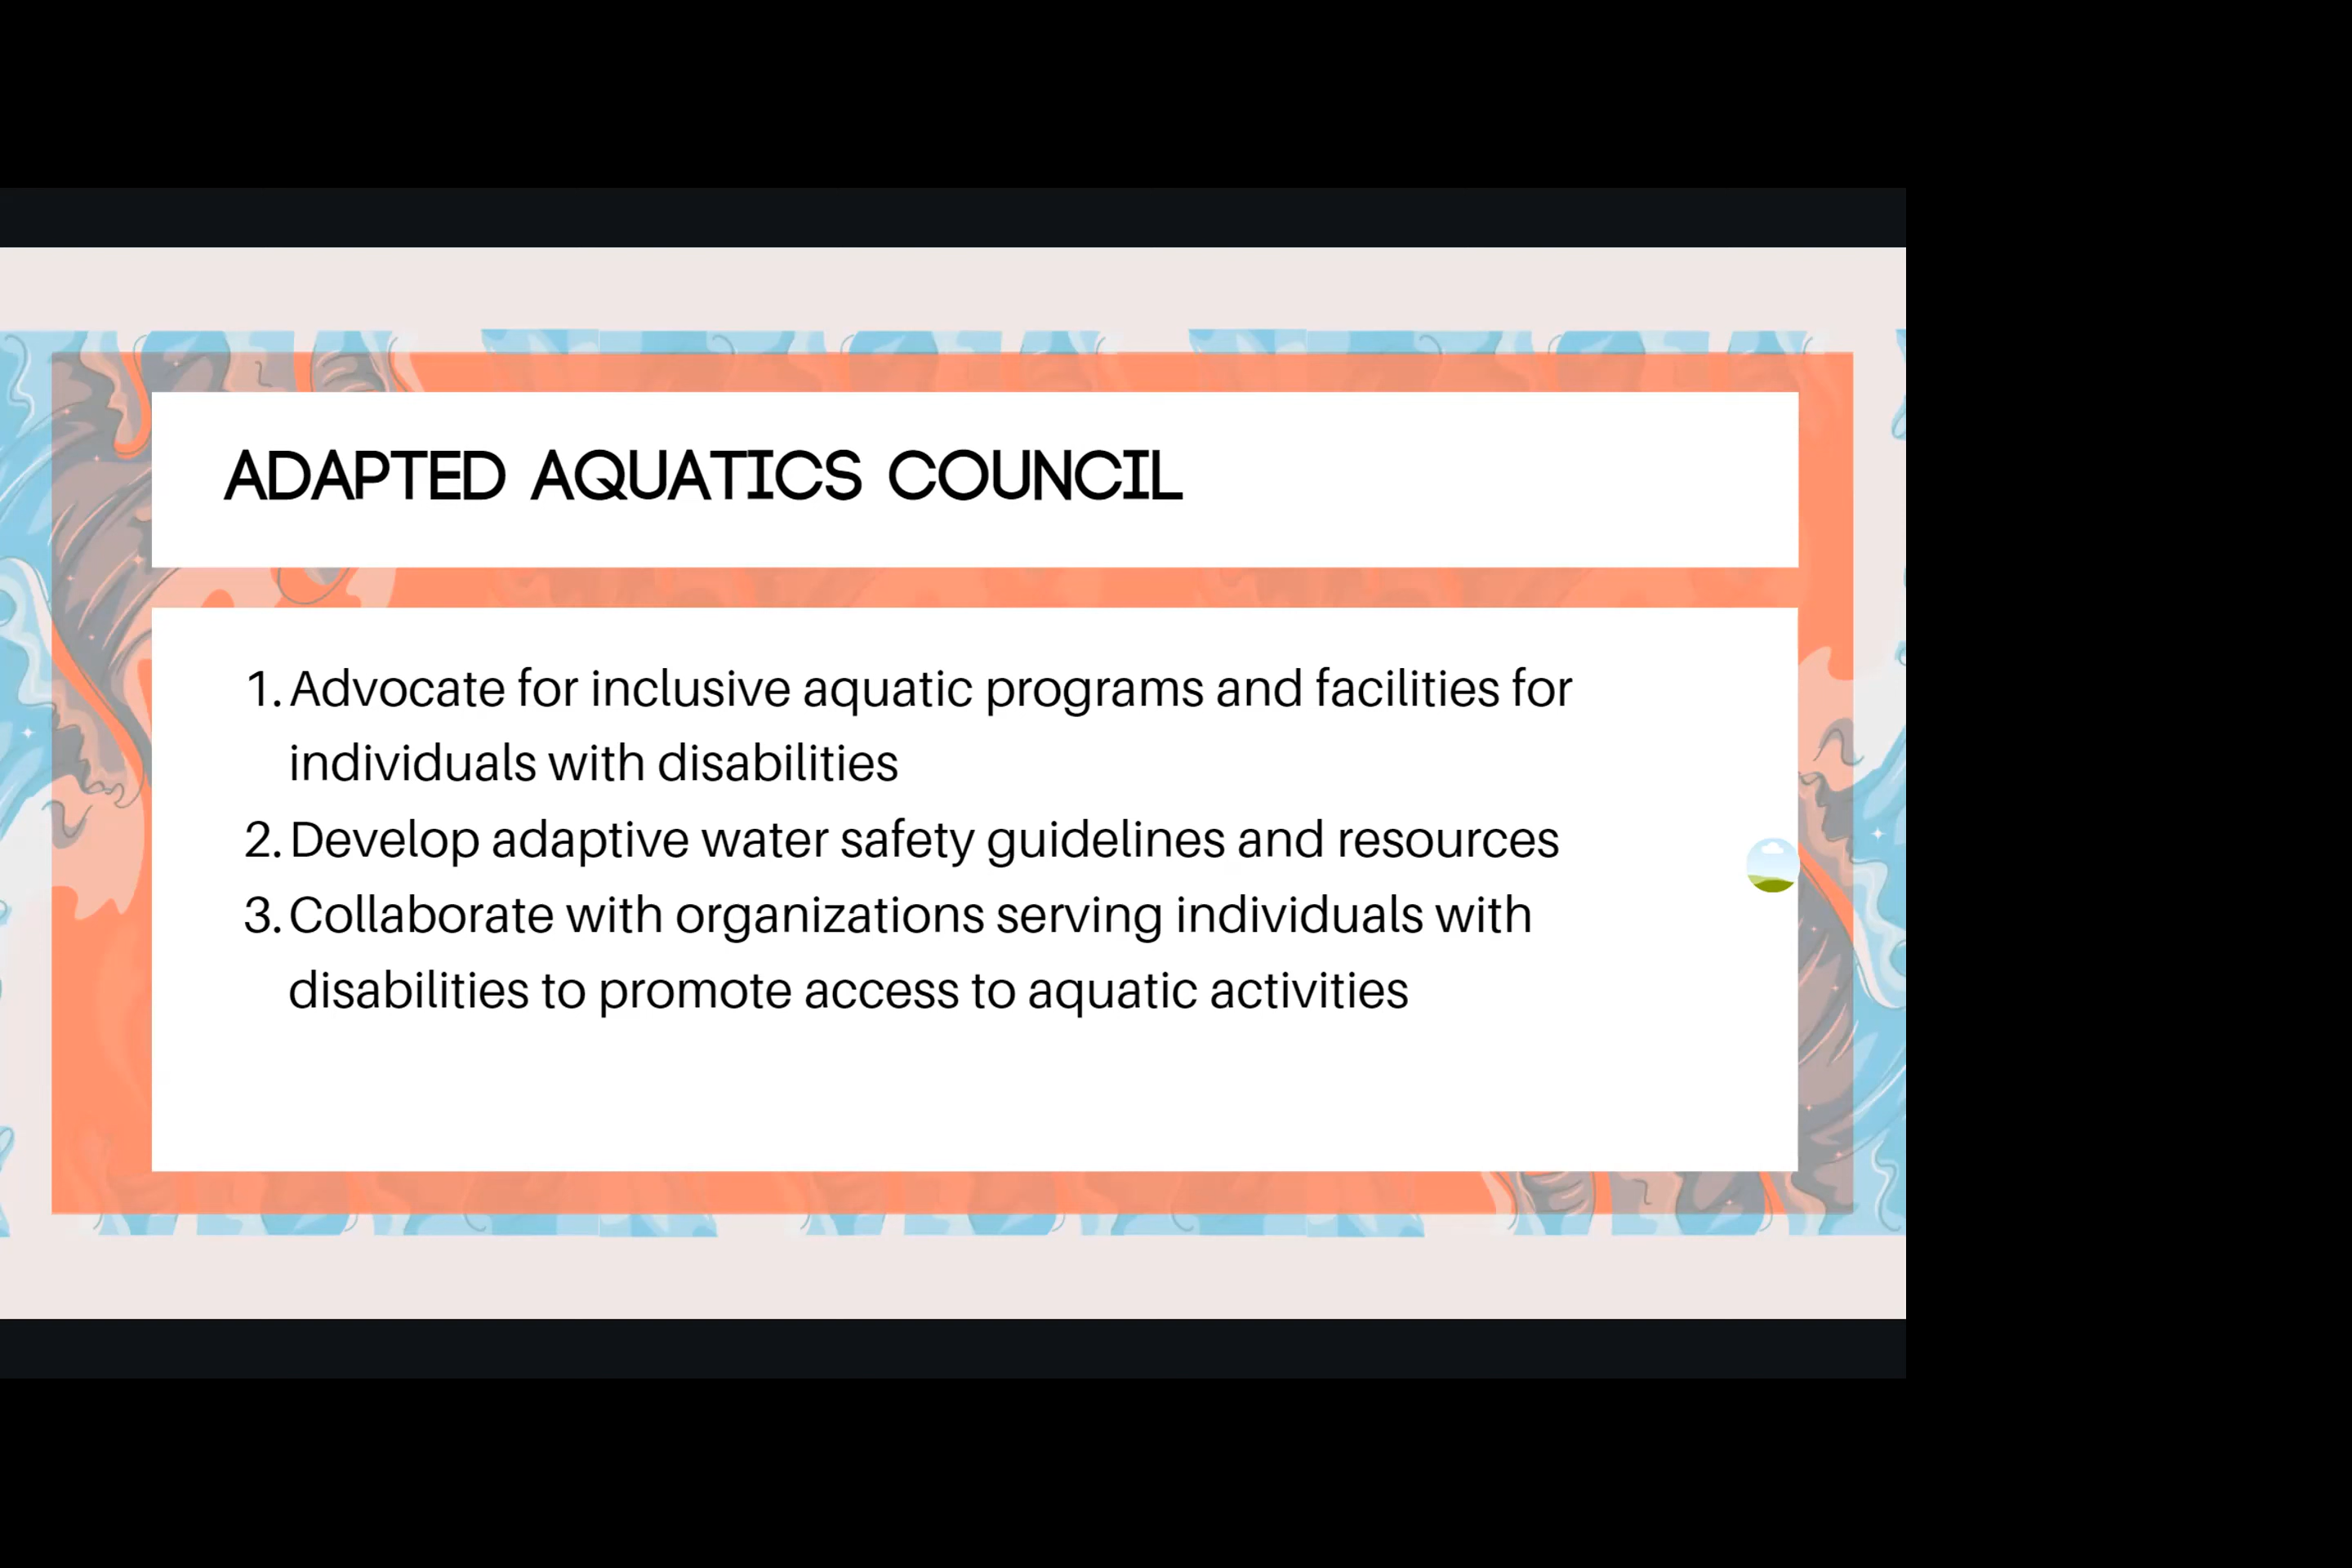 ADAPTED AQUATICS COUNCIL
1. Advocate for inclusive aquatic programs and facilities for
individuals with disabilities
2. Develop adaptive water safety guidelines and resources
3. Collaborate with organizations serving individuals with
disabilities to promote access to aquatic activities